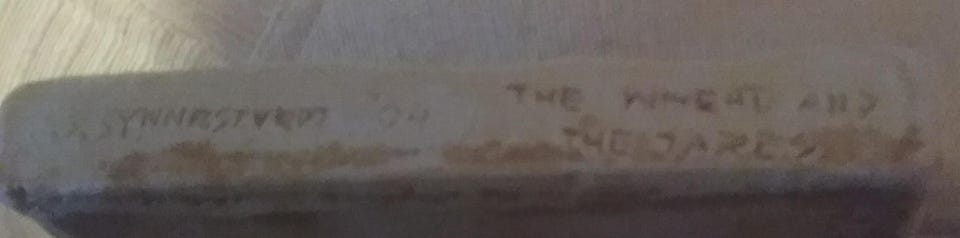 SYNNESTVEDT '04
THE WHEAT AND
THE TARES